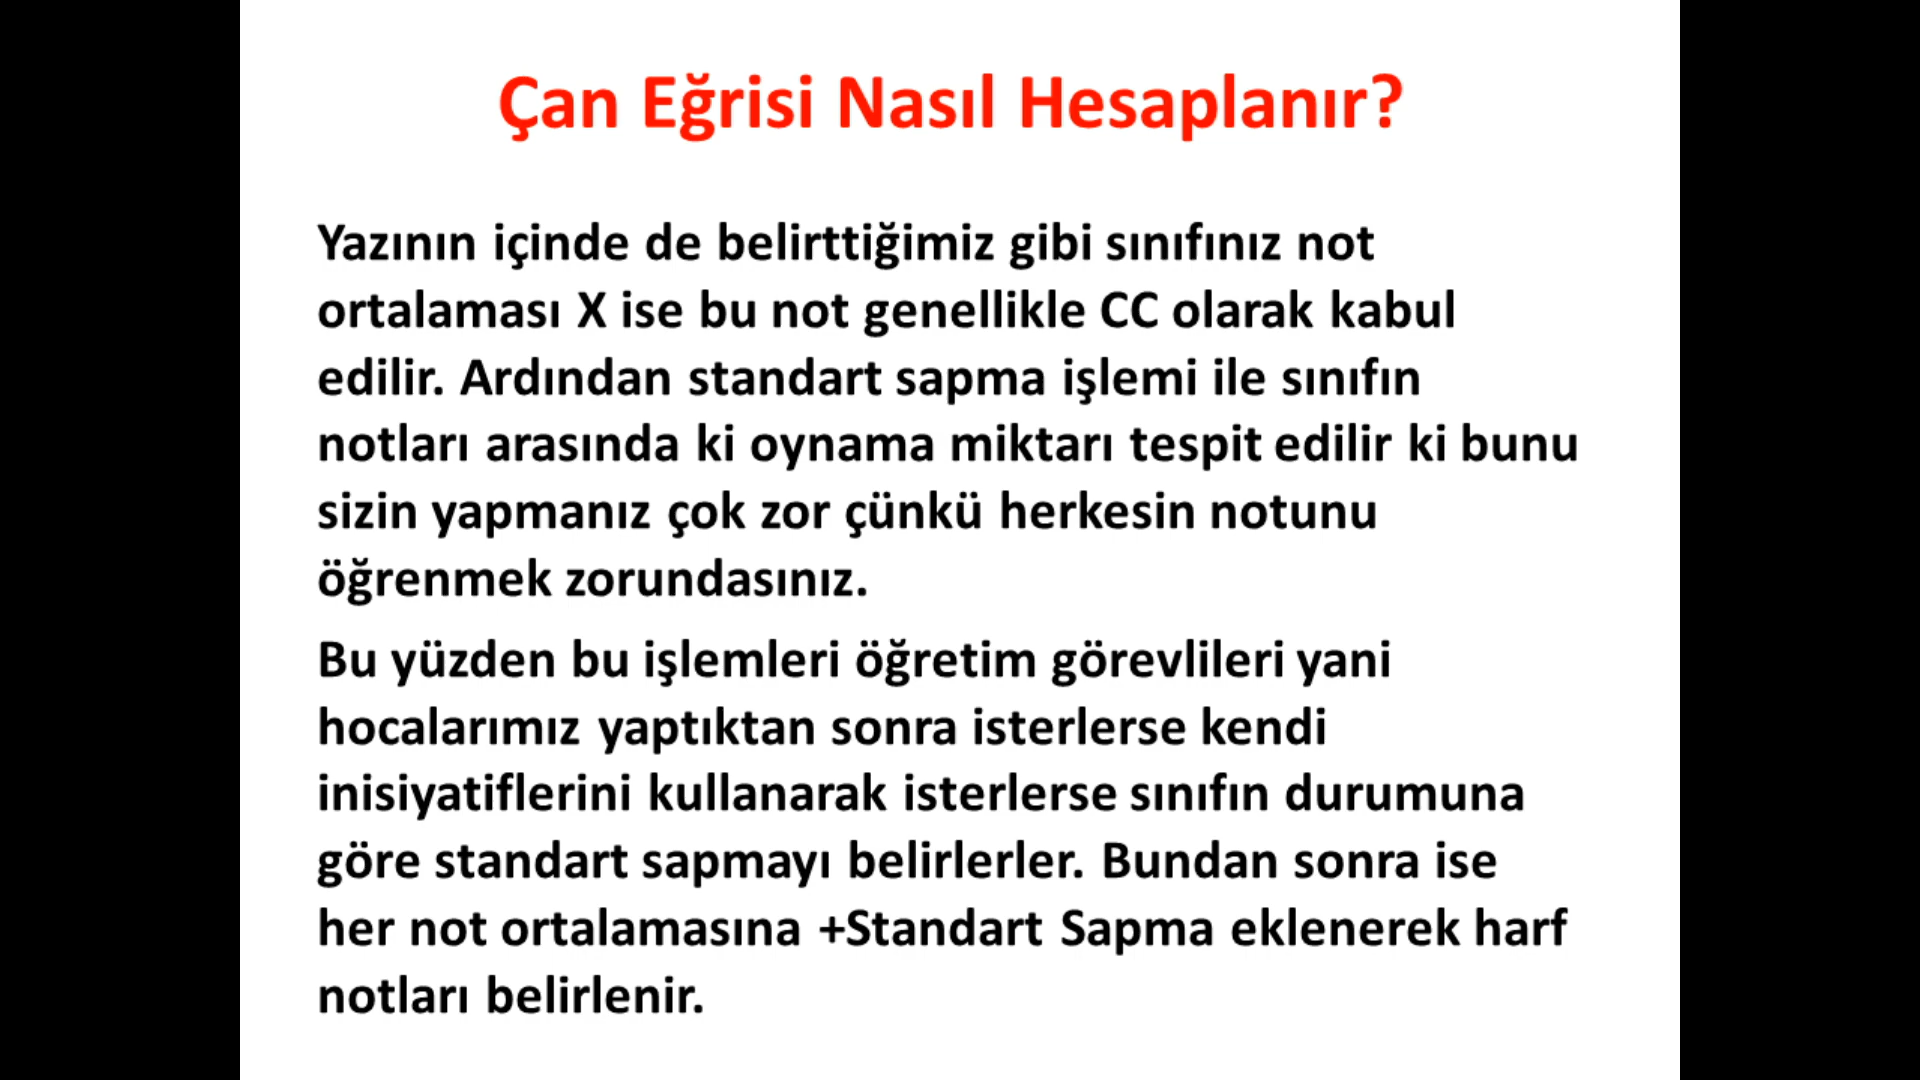 Çan Eğrisi Nasıl Hesaplanır?
Yazının içinde de belirttiğimiz gibi sınıfınız not
ortalaması X ise bu not genellikle CC olarak kabul
edilir. Ardından standart sapma işlemi ile sınıfın
notları arasında ki oynama miktarı tespit edilir ki bunu
sizin yapmanız çok zor çünkü herkesin notunu
öğrenmek zorundasınız.
Bu yüzden bu işlemleri öğretim görevlileri yani
hocalarımız yaptıktan sonra isterlerse kendi
inisiyatiflerini kullanarak isterlerse sınıfın durumuna
göre standart sapmayı belirlerler. Bundan sonra ise
her not ortalamasına +Standart Sapma eklenerek harf
notları belirlenir.